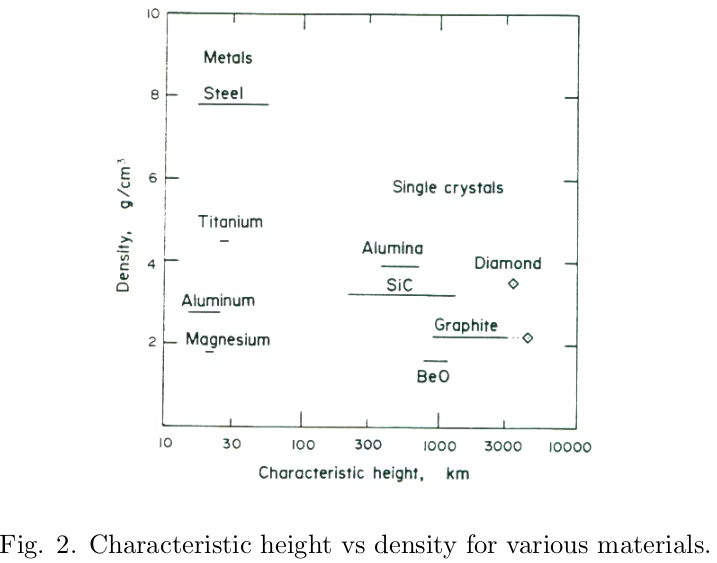 10
Metals
8
Steel
6
Single crystals
Titanium
Alumina
4
Diamond
SiC
Aluminum
Graphite
2
Magnesium
BeO
Density, g/cm³
10 30 100 300 1000 3000 10000
Characteristic height, km
Fig. 2. Characteristic height vs density for various materials.